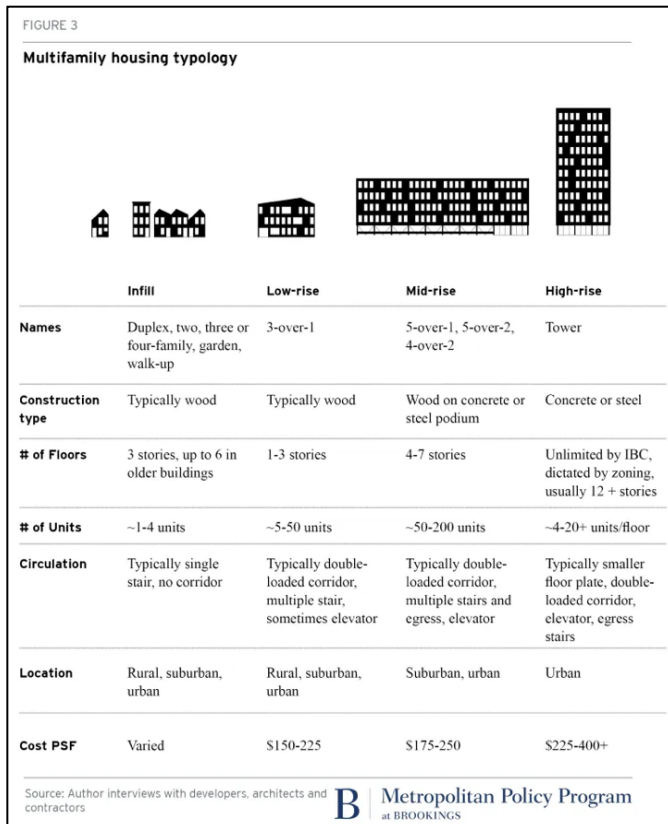 FIGURE 3
Multifamily housing typology
Infill Low-rise Mid-rise High-rise
Names
Duplex, two, three or
four-family, garden,
walk-up
3-over-1
5-over-1, 5-over-2,
4-over-2
Tower
Construction
type
Typically wood
Typically wood
Wood on concrete or
steel podium
Concrete or steel
# of Floors
3 stories, up to 6 in
older buildings
1-3 stories
4-7 stories
Unlimited by IBC,
dictated by zoning,
usually 12 + stories
# of Units
~1-4 units
~5-50 units
~50-200 units
~4-20+ units/floor
Circulation
Typically single
stair, no corridor
Typically double-
loaded corridor,
multiple stair,
sometimes elevator
Typically double-
loaded corridor,
multiple stairs and
egress, elevator
Typically smaller
floor plate, double-
loaded corridor,
elevator, egress
stairs
Location
Rural, suburban,
urban
Rural, suburban,
urban
Suburban, urban
Urban
Cost PSF
Varied
$150-225
$175-250
$225-400+
Source: Author interviews with developers, architects and
contractors
B
Metropolitan Policy Program
at BROOKINGS